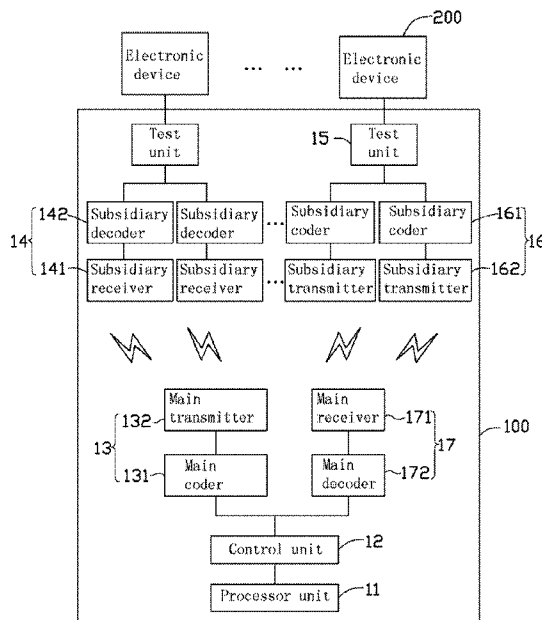 200
Electronic device
... ...
Electronic device
Test unit
15
Test unit
142
Subsidiary decoder
Subsidiary decoder
...
Subsidiary coder
Subsidiary coder
161
14
16
141
Subsidiary receiver
Subsidiary receiver
...
Subsidiary transmitter
Subsidiary transmitter
162
132
Main transmitter
Main receiver
171
13
17
100
131
Main coder
Main decoder
172
Control unit
12
Processor unit
11